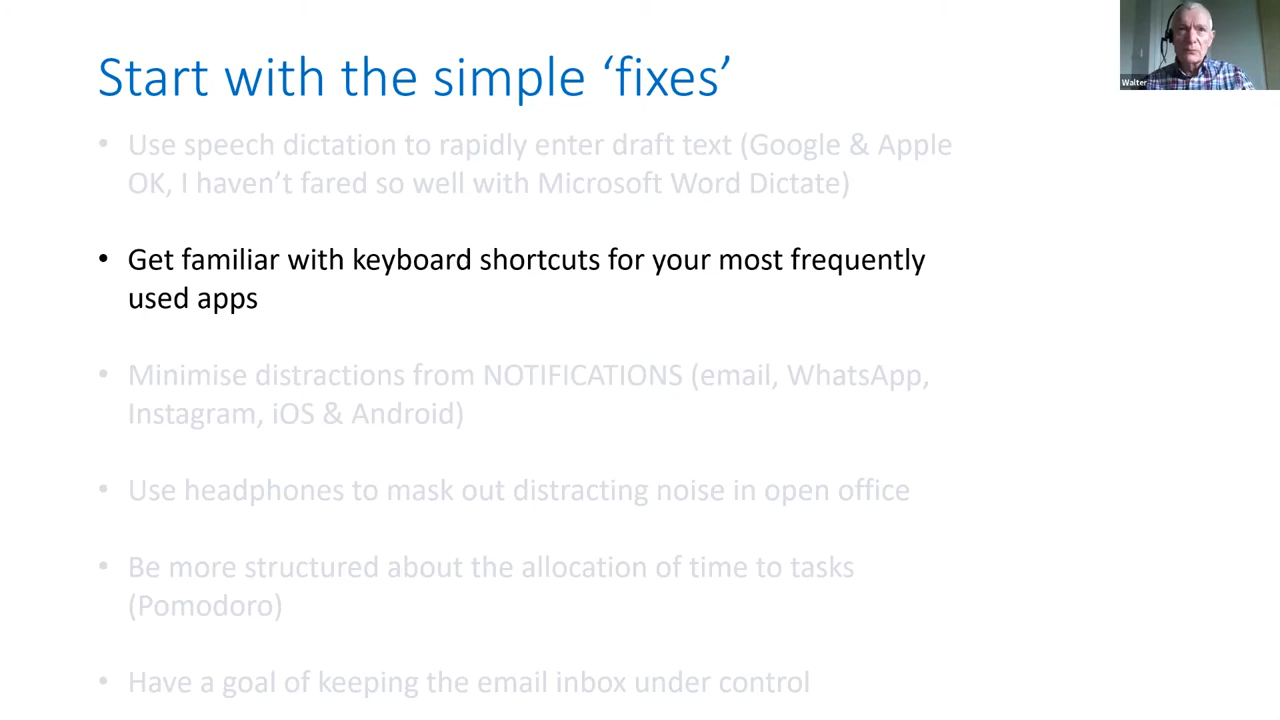 Start with the simple ‘fixes’
Walter
• Use speech dictation to rapidly enter draft text (Google & Apple
OK, I haven’t fared so well with Microsoft Word Dictate)
• Get familiar with keyboard shortcuts for your most frequently
used apps
• Minimise distractions from NOTIFICATIONS (email, WhatsApp,
Instagram, iOS & Android)
• Use headphones to mask out distracting noise in open office
• Be more structured about the allocation of time to tasks
(Pomodoro)
• Have a goal of keeping the email inbox under control